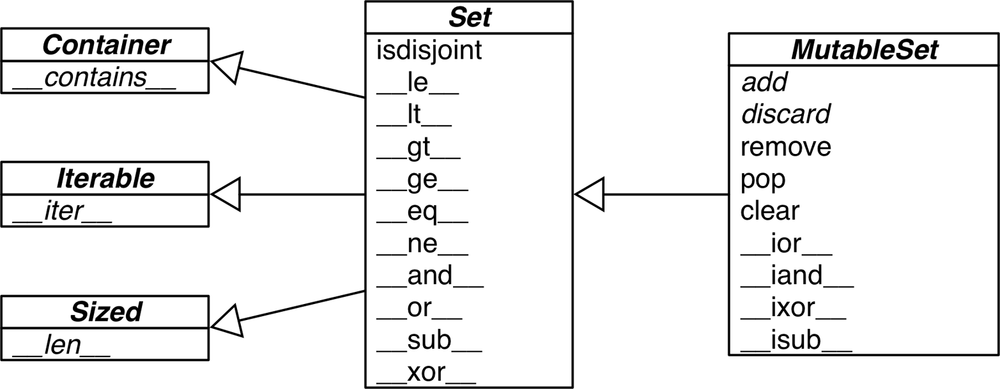 Container
__contains__
Iterable
__iter__
Sized
__len__
Set
isdisjoint
__le__
__lt__
__gt__
__ge__
__eq__
__ne__
__and__
__or__
__sub__
__xor__
MutableSet
add
discard
remove
pop
clear
__ior__
__iand__
__ixor__
__isub__